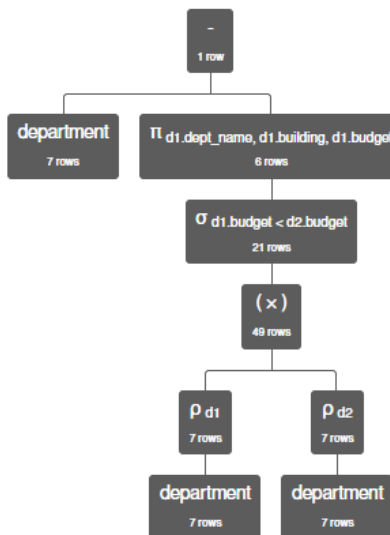 -
1 row
department
7 rows
π d1.dept_name, d1.building, d1.budget
6 rows
σ d1.budget < d2.budget
21 rows
(×)
49 rows
ρ d1
7 rows
ρ d2
7 rows
department
7 rows
department
7 rows